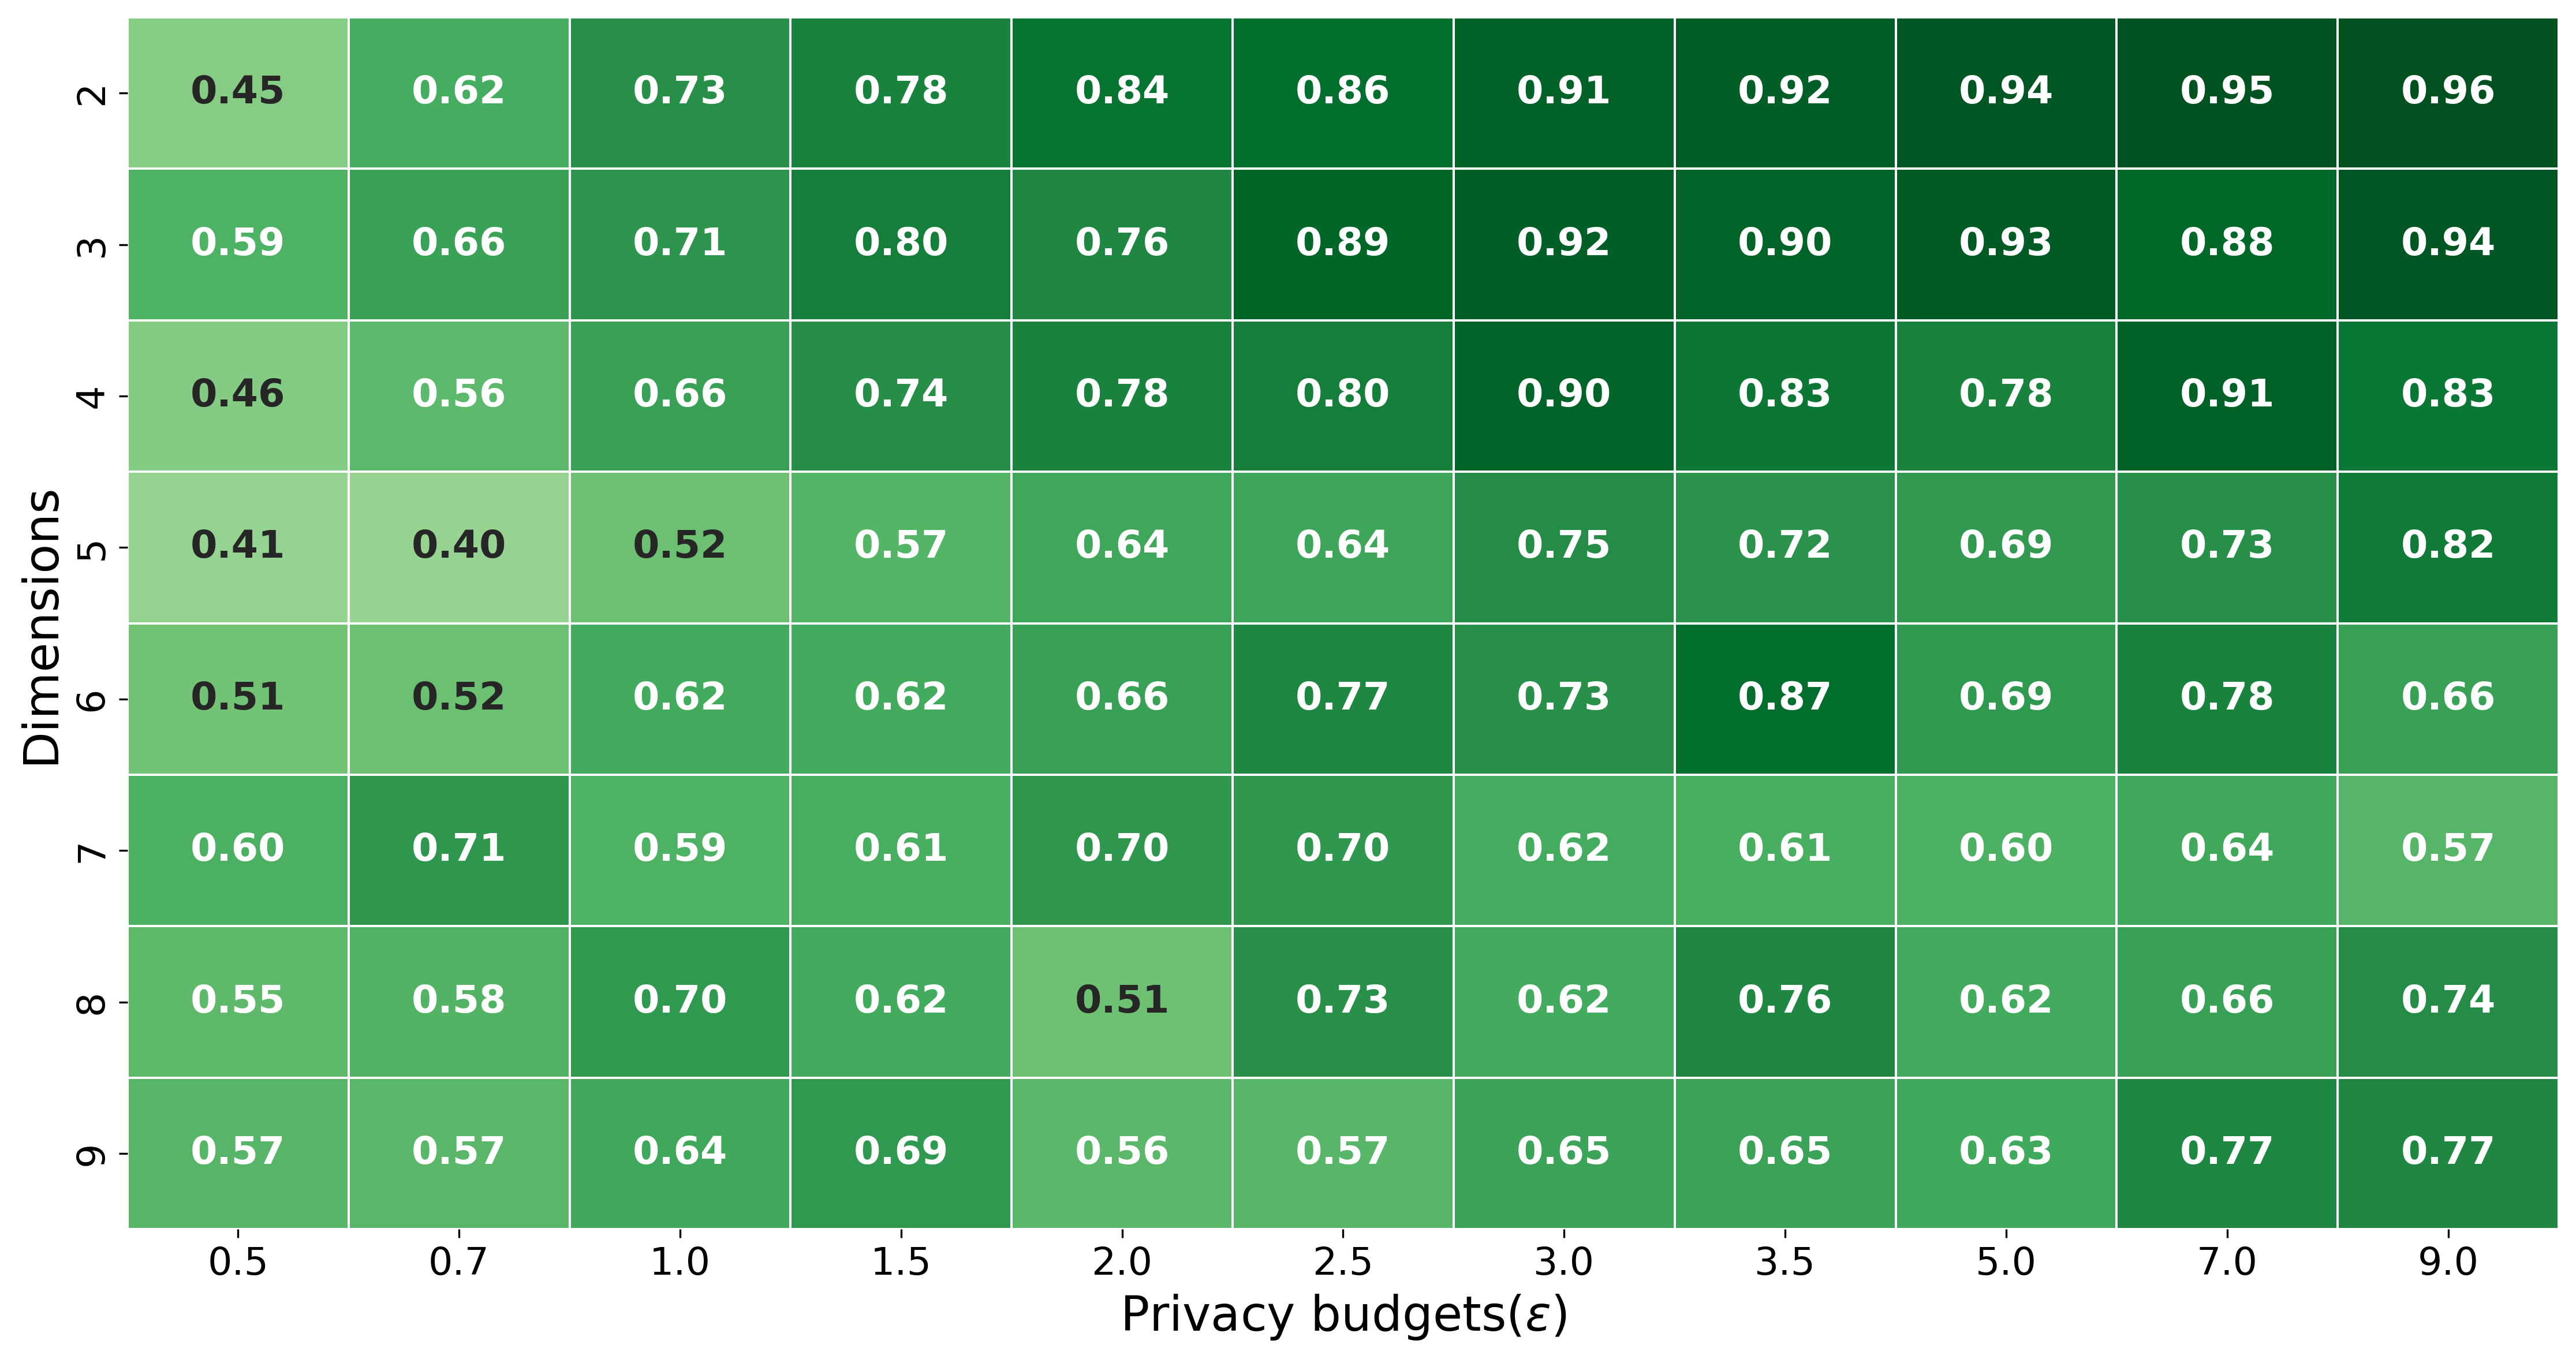 2 0.45 0.62 0.73 0.78 0.84 0.86 0.91 0.92 0.94 0.95 0.96
3 0.59 0.66 0.71 0.80 0.76 0.89 0.92 0.90 0.93 0.88 0.94
4 0.46 0.56 0.66 0.74 0.78 0.80 0.90 0.83 0.78 0.91 0.83
5 0.41 0.40 0.52 0.57 0.64 0.64 0.75 0.72 0.69 0.73 0.82
6 0.51 0.52 0.62 0.62 0.66 0.77 0.73 0.87 0.69 0.78 0.66
7 0.60 0.71 0.59 0.61 0.70 0.70 0.62 0.61 0.60 0.64 0.57
8 0.55 0.58 0.70 0.62 0.51 0.73 0.62 0.76 0.62 0.66 0.74
9 0.57 0.57 0.64 0.69 0.56 0.57 0.65 0.65 0.63 0.77 0.77
0.5 0.7 1.0 1.5 2.0 2.5 3.0 3.5 5.0 7.0 9.0
Privacy budgets(ε)
Dimensions